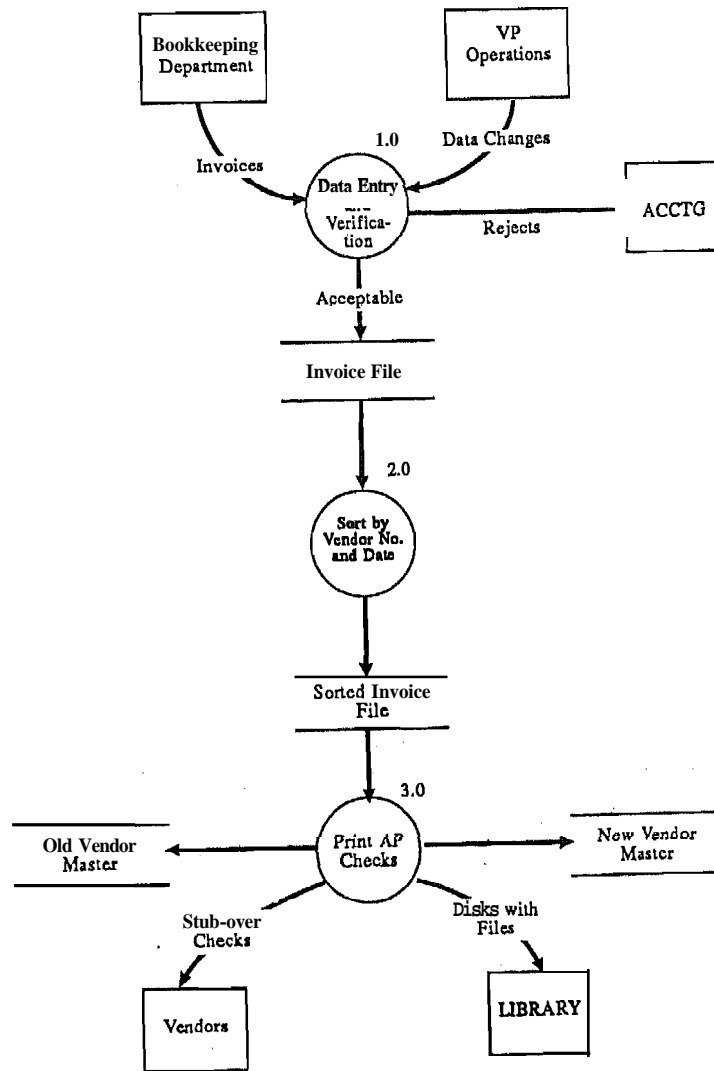 Bookkeeping
Department
VP
Operations
1.0
Invoices
Data Changes
Data Entry
and
Verifica-
tion
Rejects
ACCTG
Acceptable
Invoice File
2.0
Sort by
Vendor No.
and Date
Sorted Invoice
File
3.0
Old Vendor
Master
Print AP
Checks
New Vendor
Master
Stub-over
Checks
Disks with
Files
Vendors
LIBRARY